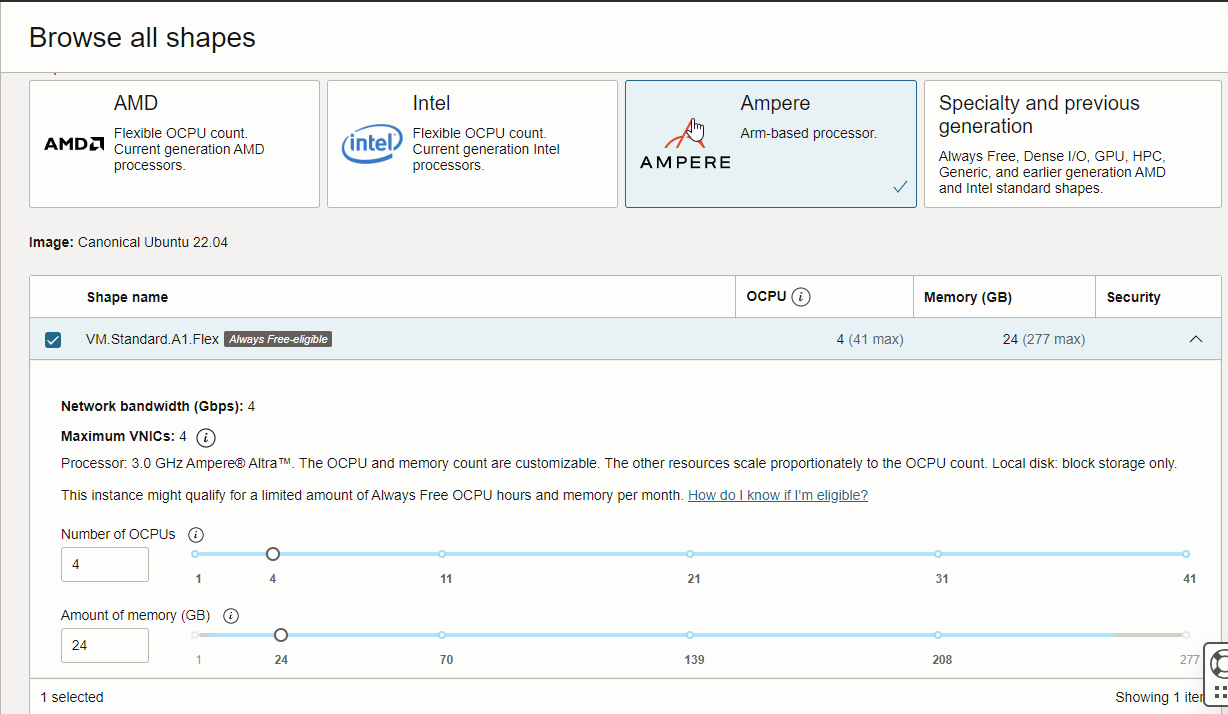 Browse all shapes
AMD
AMD
Flexible OCPU count.
Current generation AMD
processors.
Intel
intel
Flexible OCPU count.
Current generation Intel
processors.
Ampere
AMPERE
Arm-based processor.
Specialty and previous
generation
Always Free, Dense I/O, GPU, HPC,
Generic, and earlier generation AMD
and Intel standard shapes.
Image: Canonical Ubuntu 22.04
Shape name OCPU i Memory (GB) Security
VM.Standard.A1.Flex Always Free-eligible 4 (41 max) 24 (277 max)
Network bandwidth (Gbps): 4
Maximum VNICs: 4 i
Processor: 3.0 GHz Ampere® Altra™. The OCPU and memory count are customizable. The other resources scale proportionately to the OCPU count. Local disk: block storage only.
This instance might qualify for a limited amount of Always Free OCPU hours and memory per month. How do I know if I'm eligible?
Number of OCPUs i
4
1 4 11 21 31 41
Amount of memory (GB) i
24
1 24 70 139 208 277
1 selected
Showing 1